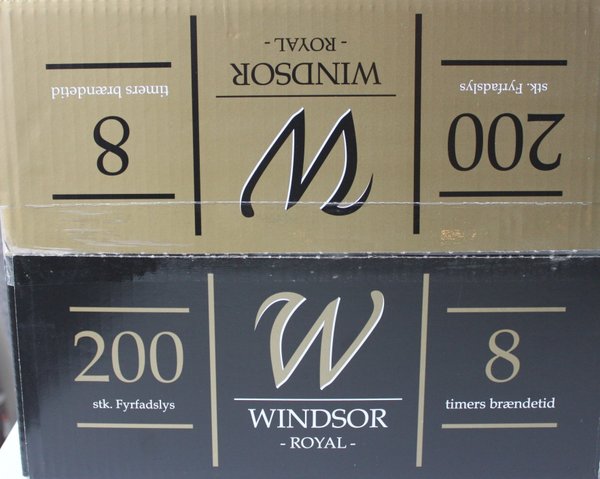 8
timers brændetid
W
WINDSOR
- ROYAL -
200
stk. Fyrfadslys
200
stk. Fyrfadslys
W
WINDSOR
- ROYAL -
8
timers brændetid